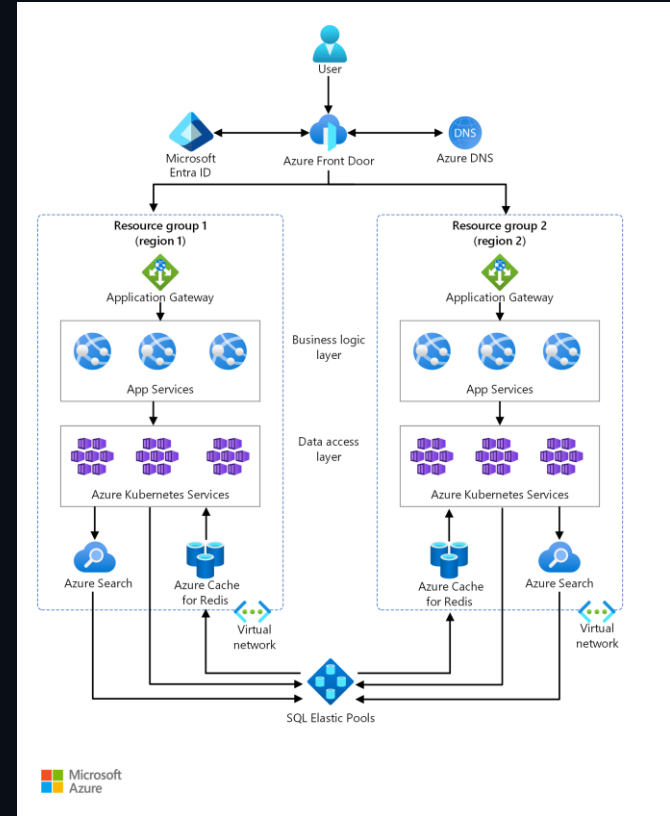 User
Microsoft
Entra ID
Azure Front Door
DNS
Azure DNS
Resource group 1
(region 1)
Application Gateway
App Services
Azure Kubernetes Services
Azure Search
Azure Cache
for Redis
Virtual
network
Business logic
layer
Data access
layer
Resource group 2
(region 2)
Application Gateway
App Services
Azure Kubernetes Services
Azure Cache
for Redis
Azure Search
Virtual
network
SQL Elastic Pools
Microsoft
Azure